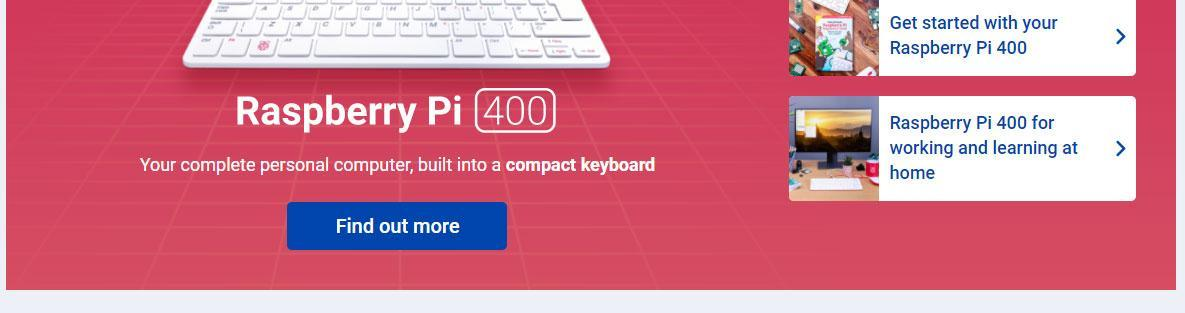 Raspberry Pi 400
Your complete personal computer, built into a compact keyboard
Find out more
Get started with your
Raspberry Pi 400
Raspberry Pi 400 for
working and learning at
home